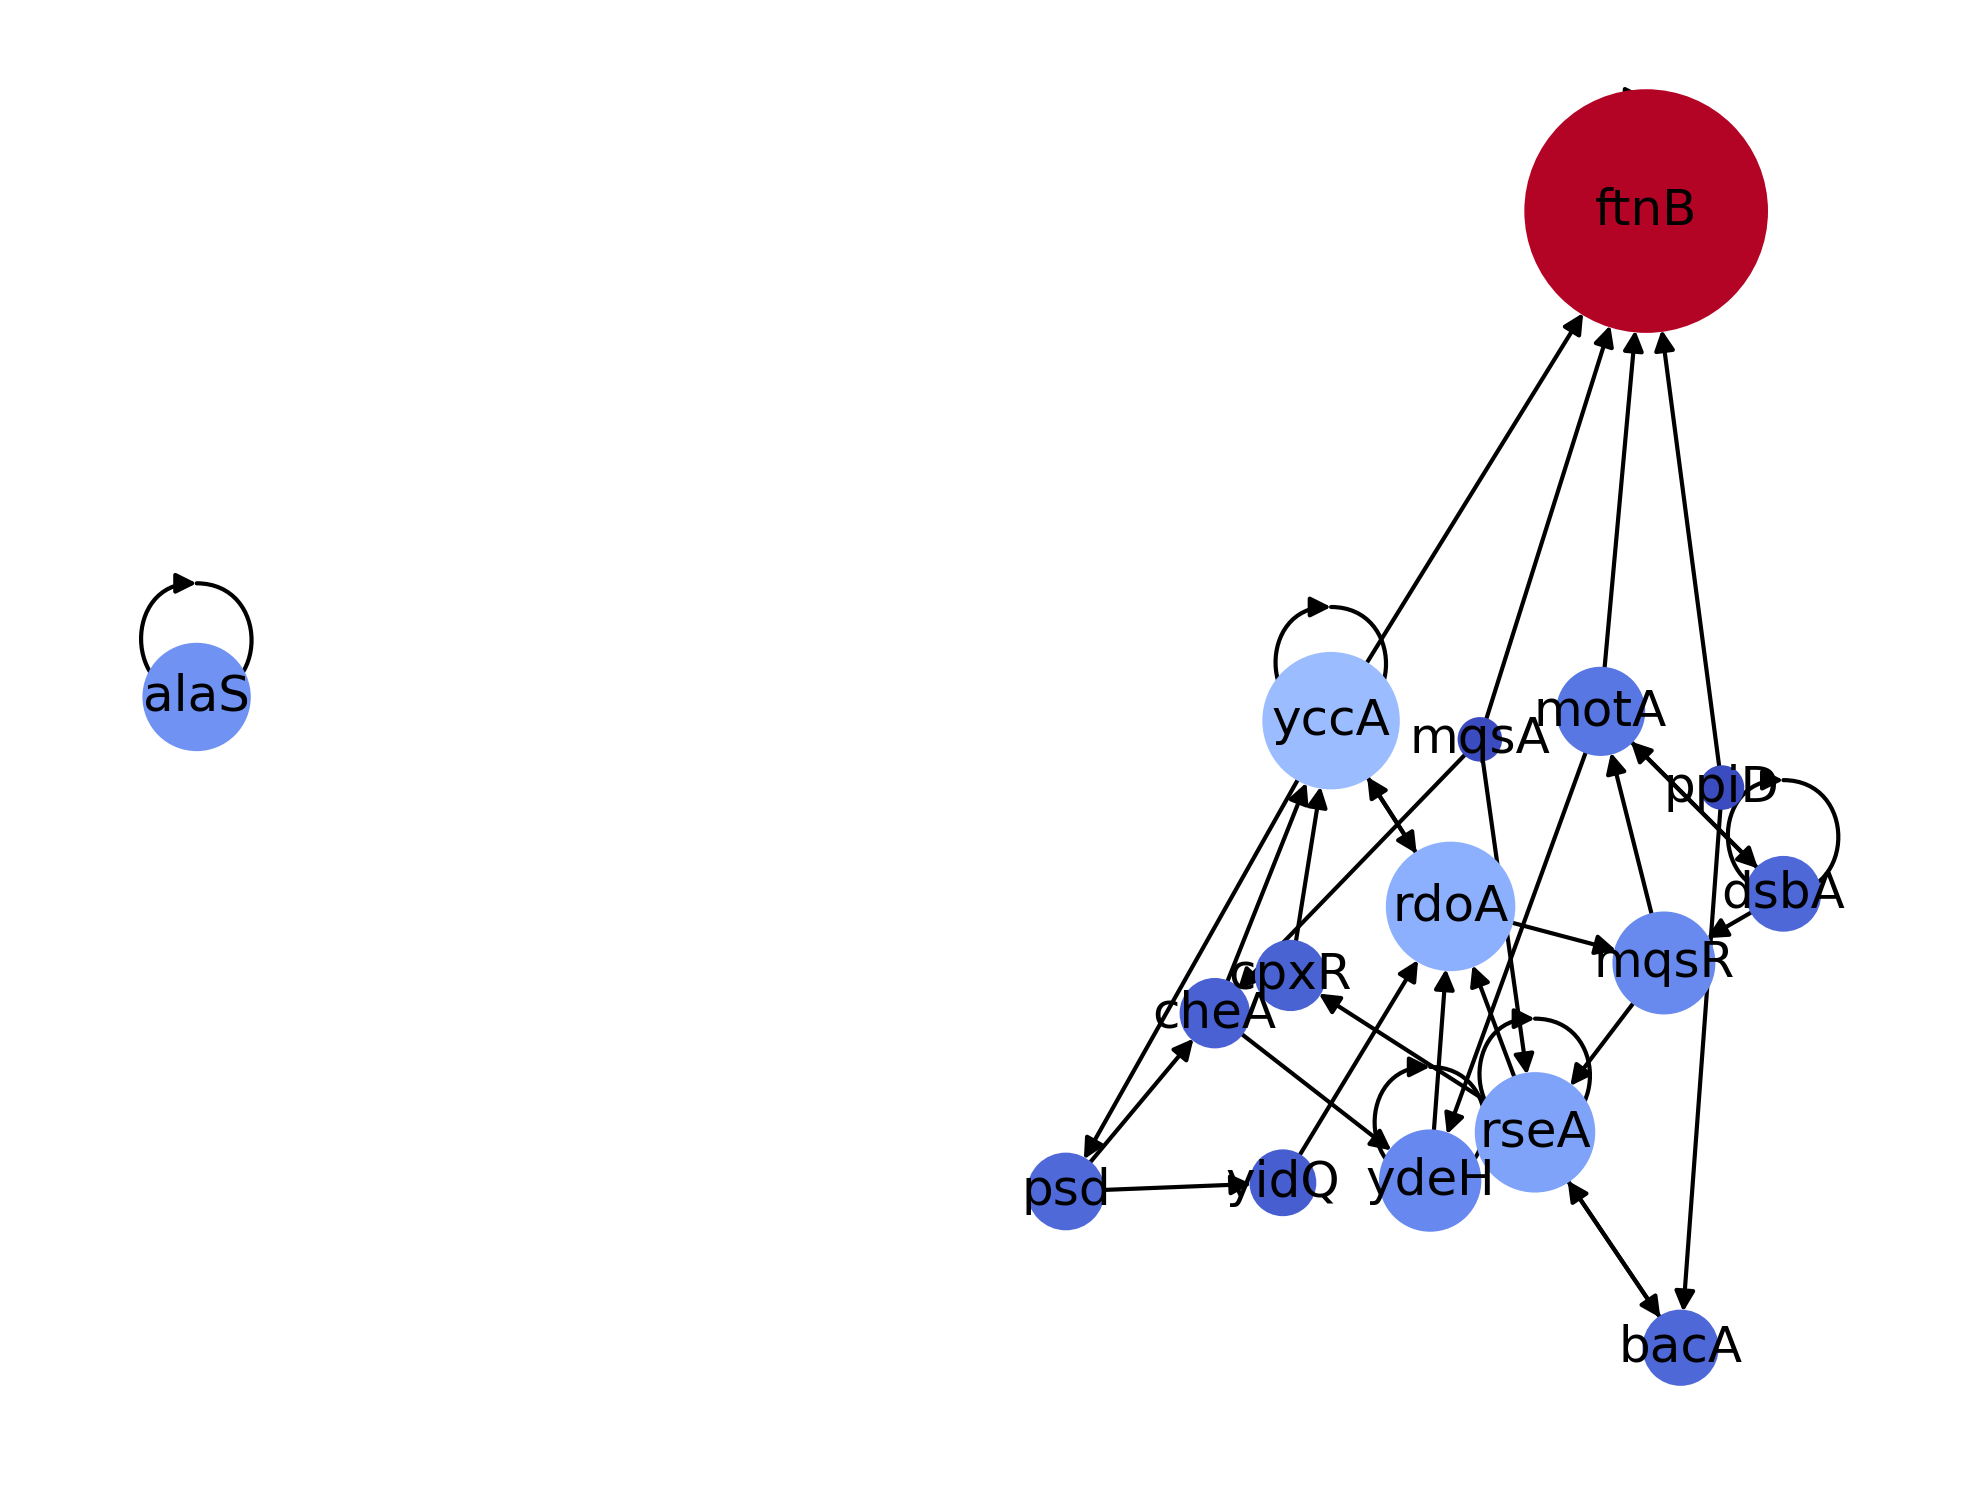 ftnB
alaS
yccA
mqsA
motA
ppiD
dsbA
rdoA
mqsR
cpxR
cheA
rseA
psd
yidQ
ydeH
bacA